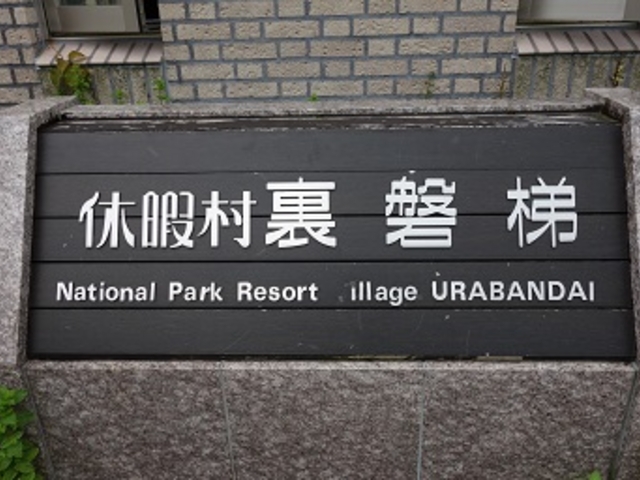 休暇村裏磐梯
National Park Resort illage URABANDAI